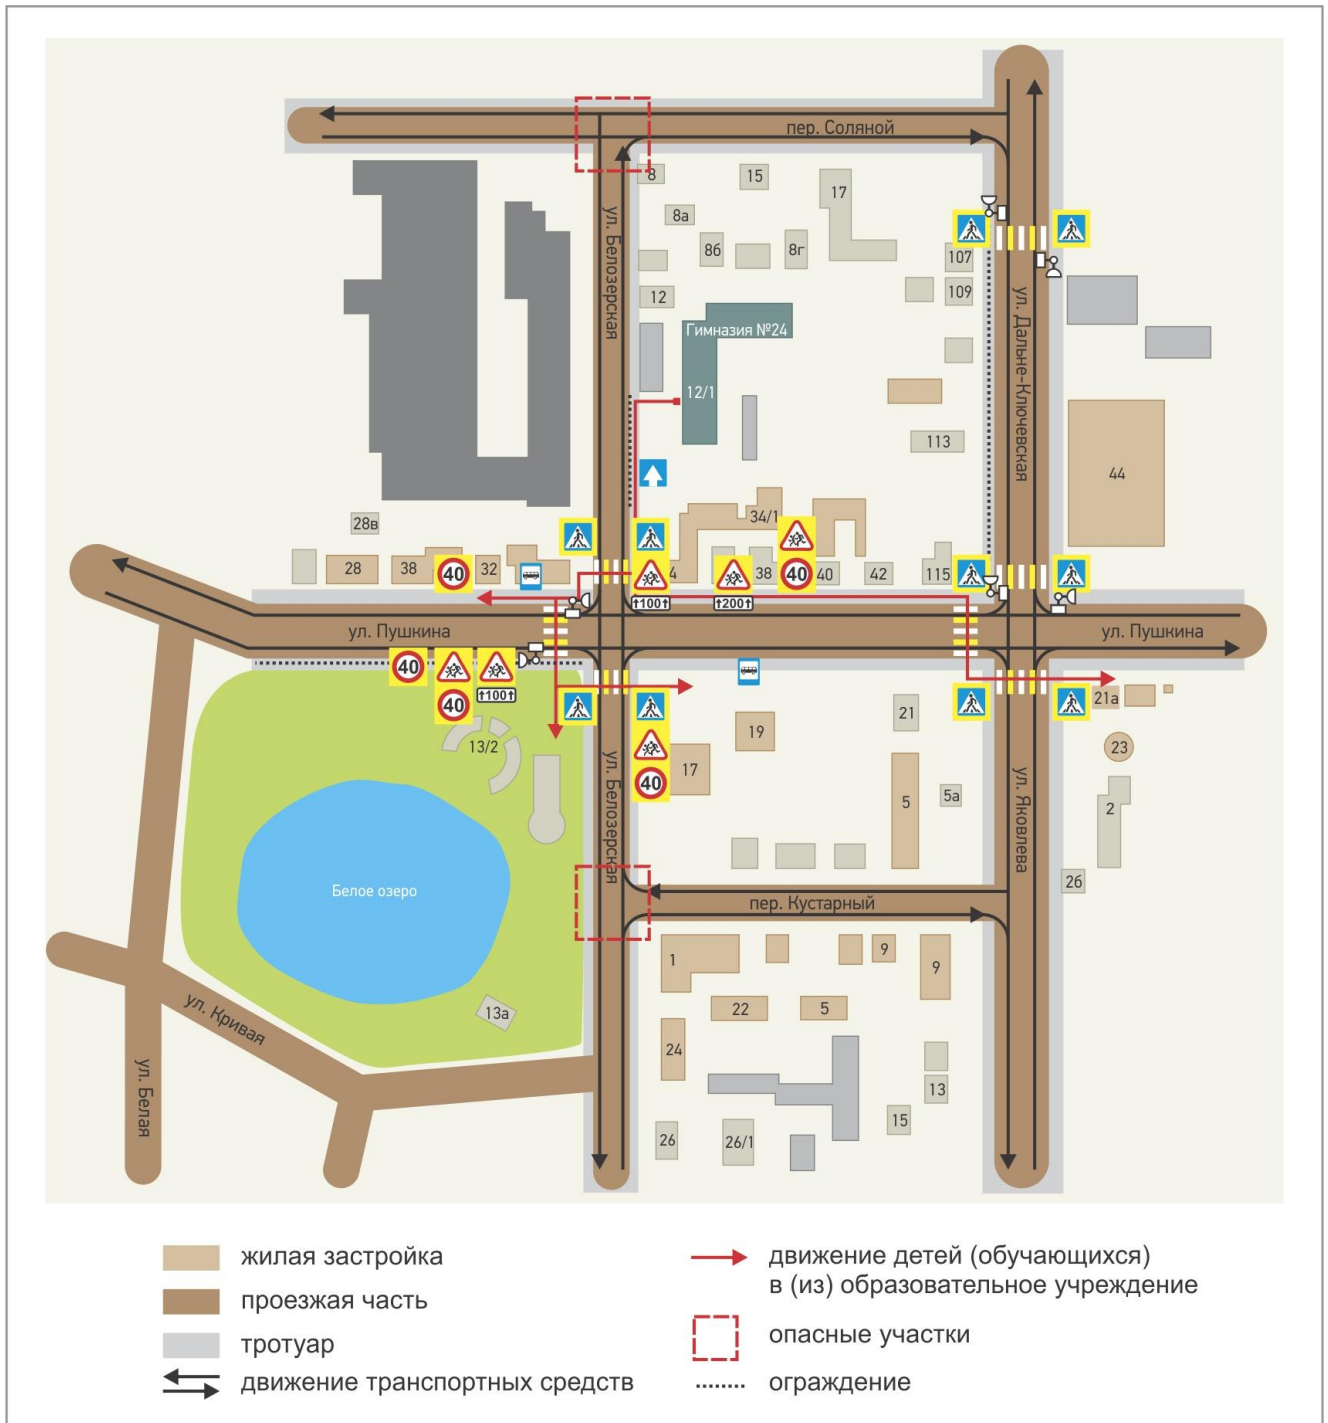 пер. Соляной
8
15
17
8а
8б
8г
107
12
109
ул. Белозерская
ул. Дальне-Ключевская
Гимназия №24
12/1
113
44
34/1
28в
28
38
40
32
4
38
40
40
42
115
↑100↑
↑200↑
ул. Пушкина
ул. Пушкина
40
40
↑100↑
21а
21
19
23
13/2
17
40
5
5а
2
ул. Белозерская
ул. Яковлева
2б
Белое озеро
пер. Кустарный
1
9
9
22
5
13а
24
ул. Кривая
ул. Белая
13
15
26
26/1
жилая застройка
проезжая часть
тротуар
движение транспортных средств
движение детей (обучающихся)
в (из) образовательное учреждение
опасные участки
ограждение